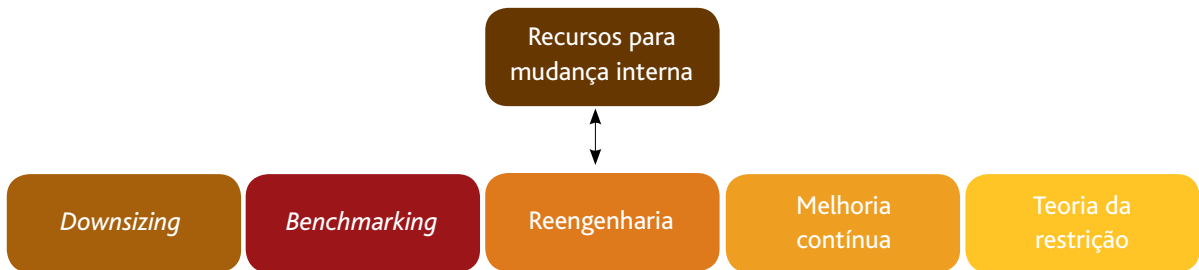 Recursos para
mudança interna
Downsizing
Benchmarking
Reengenharia
Melhoria
contínua
Teoria da
restrição